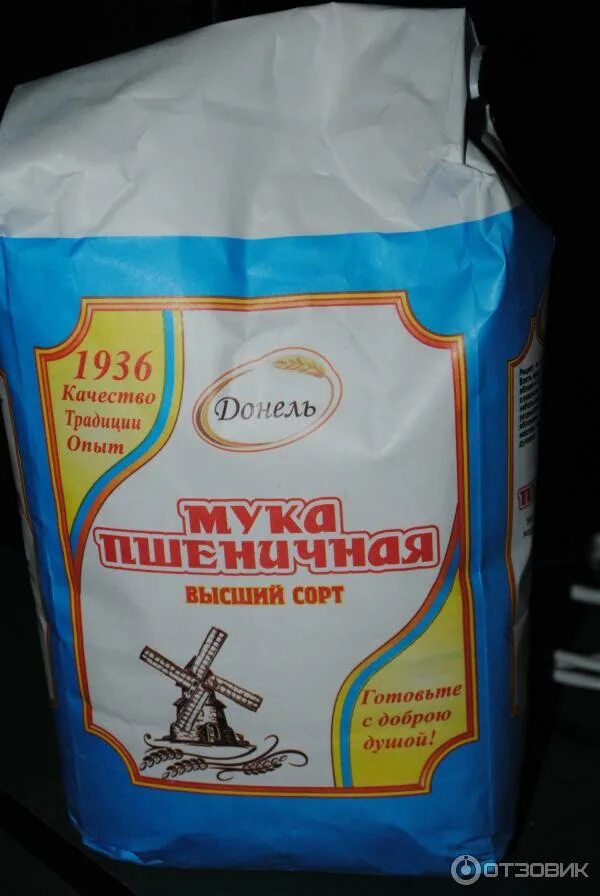 1936
Качество
Традиции
Опыт
Донель
МУКА
ПШЕНИЧНАЯ
ВЫСШИЙ СОРТ
Готовьте
с доброю
душой!
ОТЗОВИК